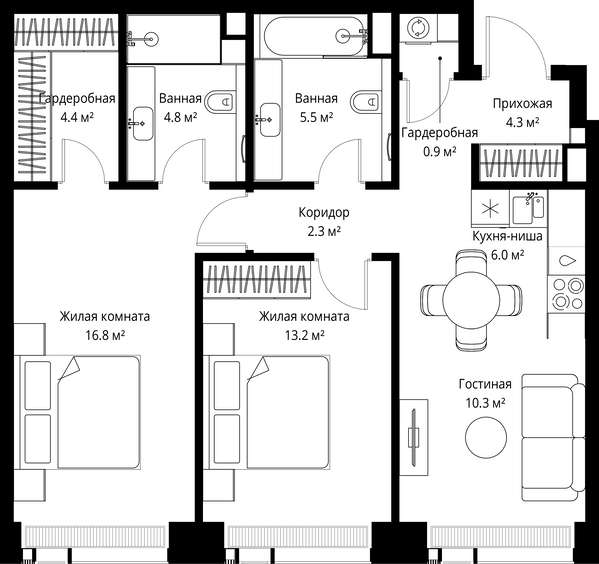 Гардеробная
4.4 м²
Ванная
4.8 м²
Ванная
5.5 м²
Гардеробная
0.9 м²
Прихожая
4.3 м²
Коридор
2.3 м²
Кухня-ниша
6.0 м²
Жилая комната
16.8 м²
Жилая комната
13.2 м²
Гостиная
10.3 м²